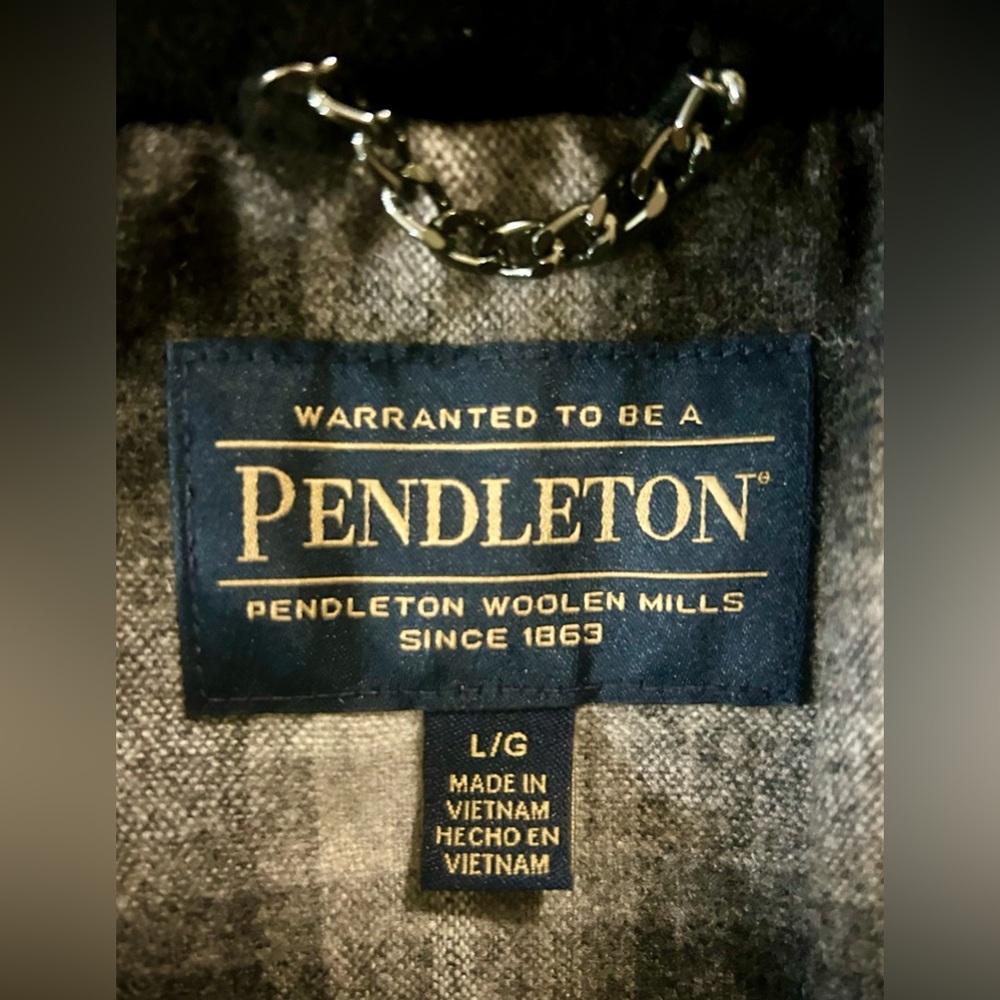 WARRANTED TO BE A
PENDLETON®
PENDLETON WOOLEN MILLS
SINCE 1863
L/G
MADE IN
VIETNAM
HECHO EN
VIETNAM